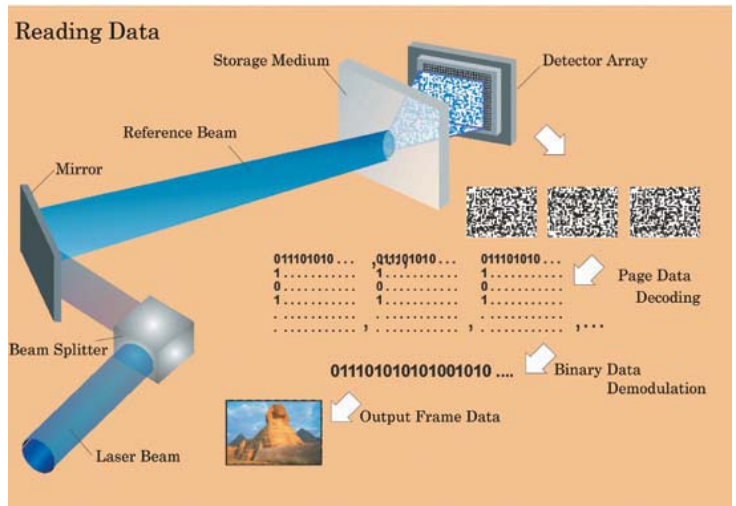 Reading Data
Storage Medium
Detector Array
Reference Beam
Mirror
011101010 . . . , 011101010 . . . 011101010 . . .
1 . . . . . . . . . . . 1 . . . . . . . . . . . 1 . . . . . . . . . . .
0 . . . . . . . . . . . 0 . . . . . . . . . . . 0 . . . . . . . . . . .
1 . . . . . . . . . . . 1 . . . . . . . . . . . 1 . . . . . . . . . . .
. . . . . . . . . . . . . . . . . . . . . . . . . . . . . . . . . . . .
. . . . . . . . . . . . , . . . . . . . . . . . . , . . . . . . . . . . . . , . . .
Page Data
Decoding
Beam Splitter
011101010101001010 ....
Binary Data
Demodulation
Output Frame Data
Laser Beam